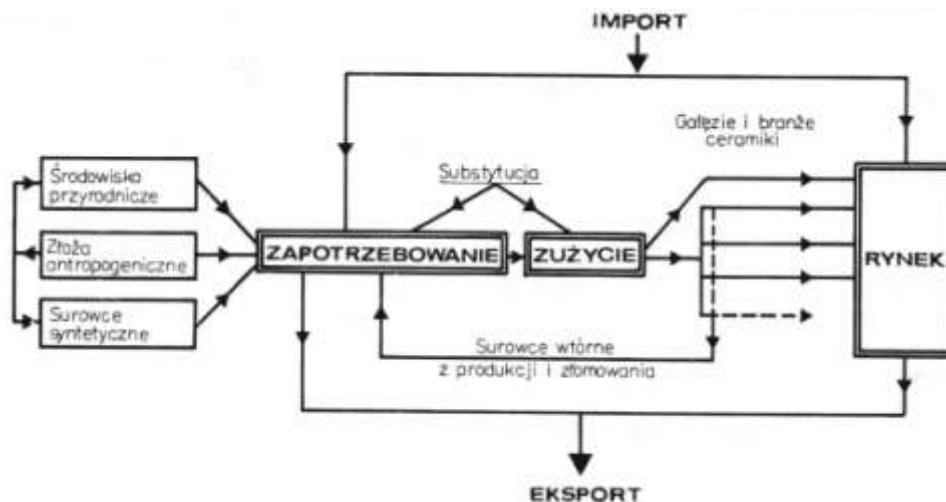 IMPORT
Gałęzie i branże
ceramiki
Substytucja
Środowiska
przyrodnicze
ZAPOTRZEBOWANIE
ZUŻYCIE
RYNEK
Złoża
antropogeniczne
Surowce
syntetyczne
Surowce wtórne
z produkcji i złomowania
EKSPORT